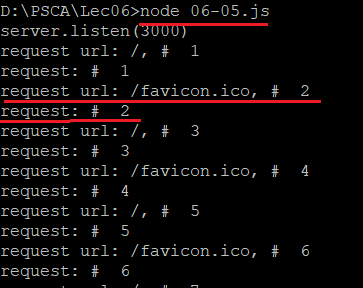 D:\PSCA\Lec06>node 06-05.js
server.listen(3000)
request url: /, #  1
request: #  1
request url: /favicon.ico, #  2
request: #  2
request url: /, #  3
request: #  3
request url: /favicon.ico, #  4
request: #  4
request url: /, #  5
request: #  5
request url: /favicon.ico, #  6
request: #  6